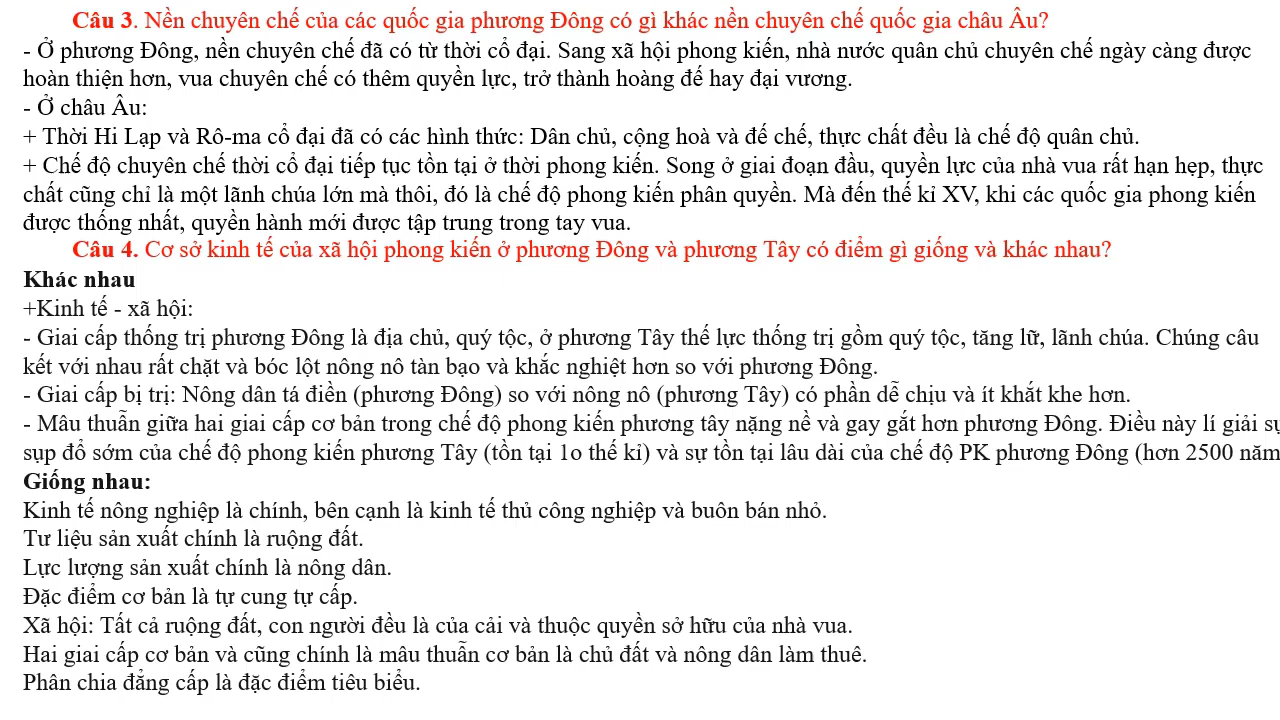 Câu 3. Nền chuyên chế của các quốc gia phương Đông có gì khác nền chuyên chế quốc gia châu Âu?
- Ở phương Đông, nền chuyên chế đã có từ thời cổ đại. Sang xã hội phong kiến, nhà nước quân chủ chuyên chế ngày càng được
hoàn thiện hơn, vua chuyên chế có thêm quyền lực, trở thành hoàng đế hay đại vương.
- Ở châu Âu:
+ Thời Hi Lạp và Rô-ma cổ đại đã có các hình thức: Dân chủ, cộng hoà và đế chế, thực chất đều là chế độ quân chủ.
+ Chế độ chuyên chế thời cổ đại tiếp tục tồn tại ở thời phong kiến. Song ở giai đoạn đầu, quyền lực của nhà vua rất hạn hẹp, thực
chất cũng chỉ là một lãnh chúa lớn mà thôi, đó là chế độ phong kiến phân quyền. Mà đến thế kỉ XV, khi các quốc gia phong kiến
được thống nhất, quyền hành mới được tập trung trong tay vua.
Câu 4. Cơ sở kinh tế của xã hội phong kiến ở phương Đông và phương Tây có điểm gì giống và khác nhau?
Khác nhau
+Kinh tế - xã hội:
- Giai cấp thống trị phương Đông là địa chủ, quý tộc, ở phương Tây thế lực thống trị gồm quý tộc, tăng lữ, lãnh chúa. Chúng câu
kết với nhau rất chặt và bóc lột nông nô tàn bạo và khắc nghiệt hơn so với phương Đông.
- Giai cấp bị trị: Nông dân tá điền (phương Đông) so với nông nô (phương Tây) có phần dễ chịu và ít khắt khe hơn.
- Mâu thuẫn giữa hai giai cấp cơ bản trong chế độ phong kiến phương tây nặng nề và gay gắt hơn phương Đông. Điều này lí giải
sụp đổ sớm của chế độ phong kiến phương Tây (tồn tại 1o thế kỉ) và sự tồn tại lâu dài của chế độ PK phương Đông (hơn 2500 năm
Giống nhau:
Kinh tế nông nghiệp là chính, bên cạnh là kinh tế thủ công nghiệp và buôn bán nhỏ.
Tư liệu sản xuất chính là ruộng đất.
Lực lượng sản xuất chính là nông dân.
Đặc điểm cơ bản là tự cung tự cấp.
Xã hội: Tất cả ruộng đất, con người đều là của cải và thuộc quyền sở hữu của nhà vua.
Hai giai cấp cơ bản và cũng chính là mâu thuẫn cơ bản là chủ đất và nông dân làm thuê.
Phân chia đẳng cấp là đặc điểm tiêu biểu.